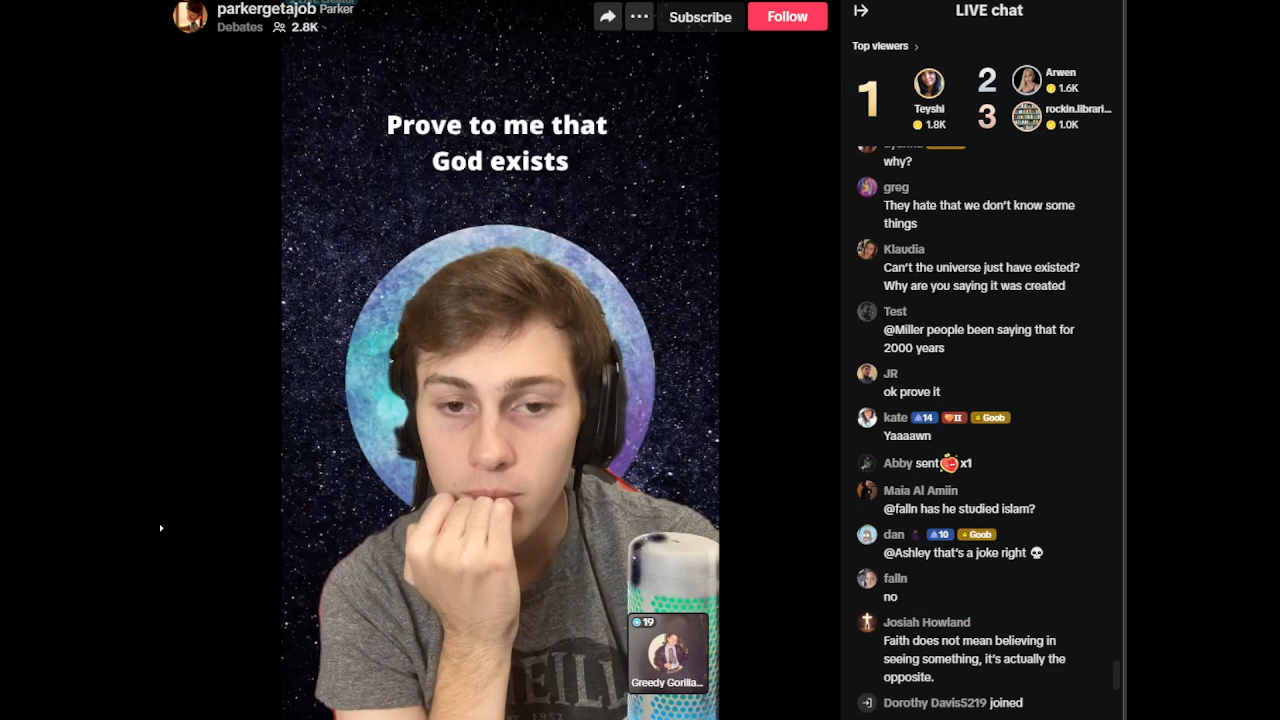 parkergetajob Parker
Debates 2.8K
Subscribe
Follow
Prove to me that
God exists
EILL
1952
19
Greedy Gorilla...
LIVE chat
Top viewers
1
Teyshi
1.8K
2
Arwen
1.6K
3
rockin.librari...
1.0K
why?
greg
They hate that we don't know some
things
Klaudia
Can't the universe just have existed?
Why are you saying it was created
Test
@Miller people been saying that for
2000 years
JR
ok prove it
kate 14 II Goob
Yaaaawn
Abby sent x1
Maia Al Amiin
@falln has he studied islam?
dan 10 Goob
@Ashley that's a joke right 💀
falln
no
Josiah Howland
Faith does not mean believing in
seeing something, it's actually the
opposite.
Dorothy Davis5219 joined